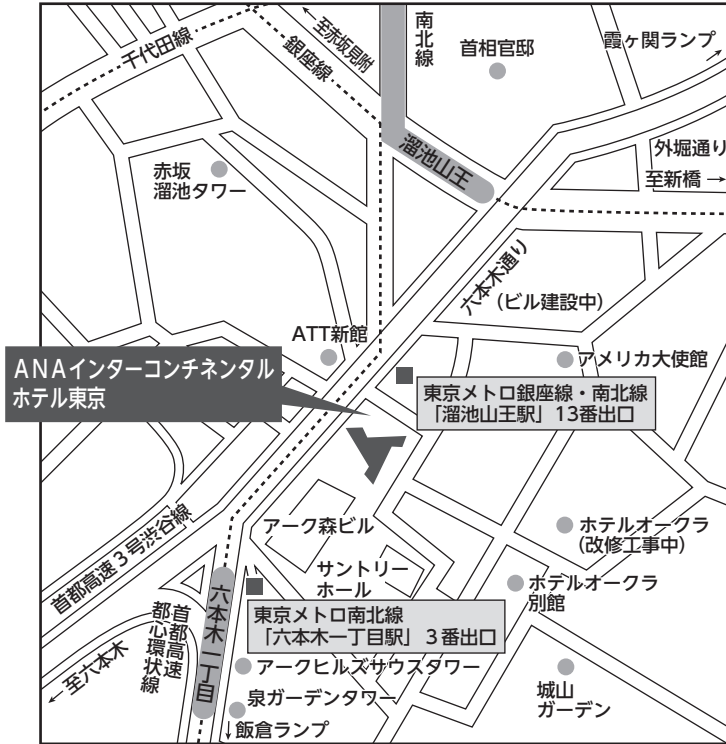 千代田線
至赤坂見附
銀座線
南北線
首相官邸
霞ヶ関ランプ
溜池山王
外堀通り
至新橋→
赤坂
溜池タワー
六本木通り
(ビル建設中)
ATT新館
アメリカ大使館
ANAインターコンチネンタル
ホテル東京
東京メトロ銀座線・南北線
「溜池山王駅」13番出口
首都高速3号渋谷線
アーク森ビル
ホテルオークラ
(改修工事中)
サントリー
ホール
ホテルオークラ
別館
六本木一丁目
東京メトロ南北線
「六本木一丁目駅」3番出口
首都高速
都心環状線
←至六本木
アークヒルズサウスタワー
泉ガーデンタワー
↓飯倉ランプ
城山
ガーデン